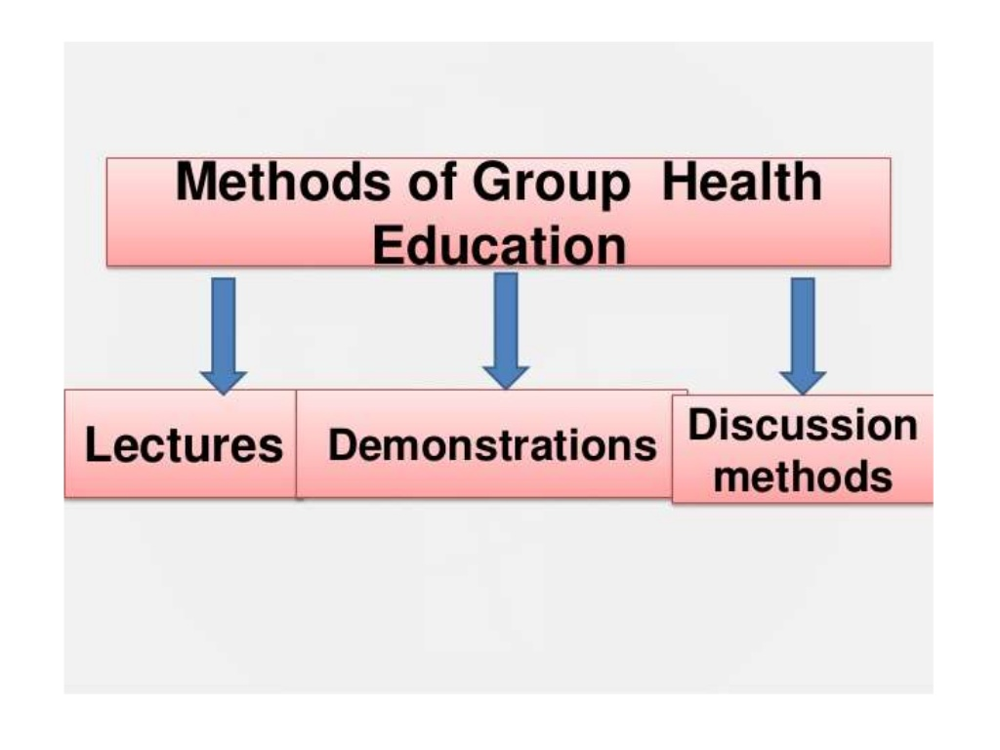 Methods of Group Health
Education
Lectures
Demonstrations
Discussion
methods